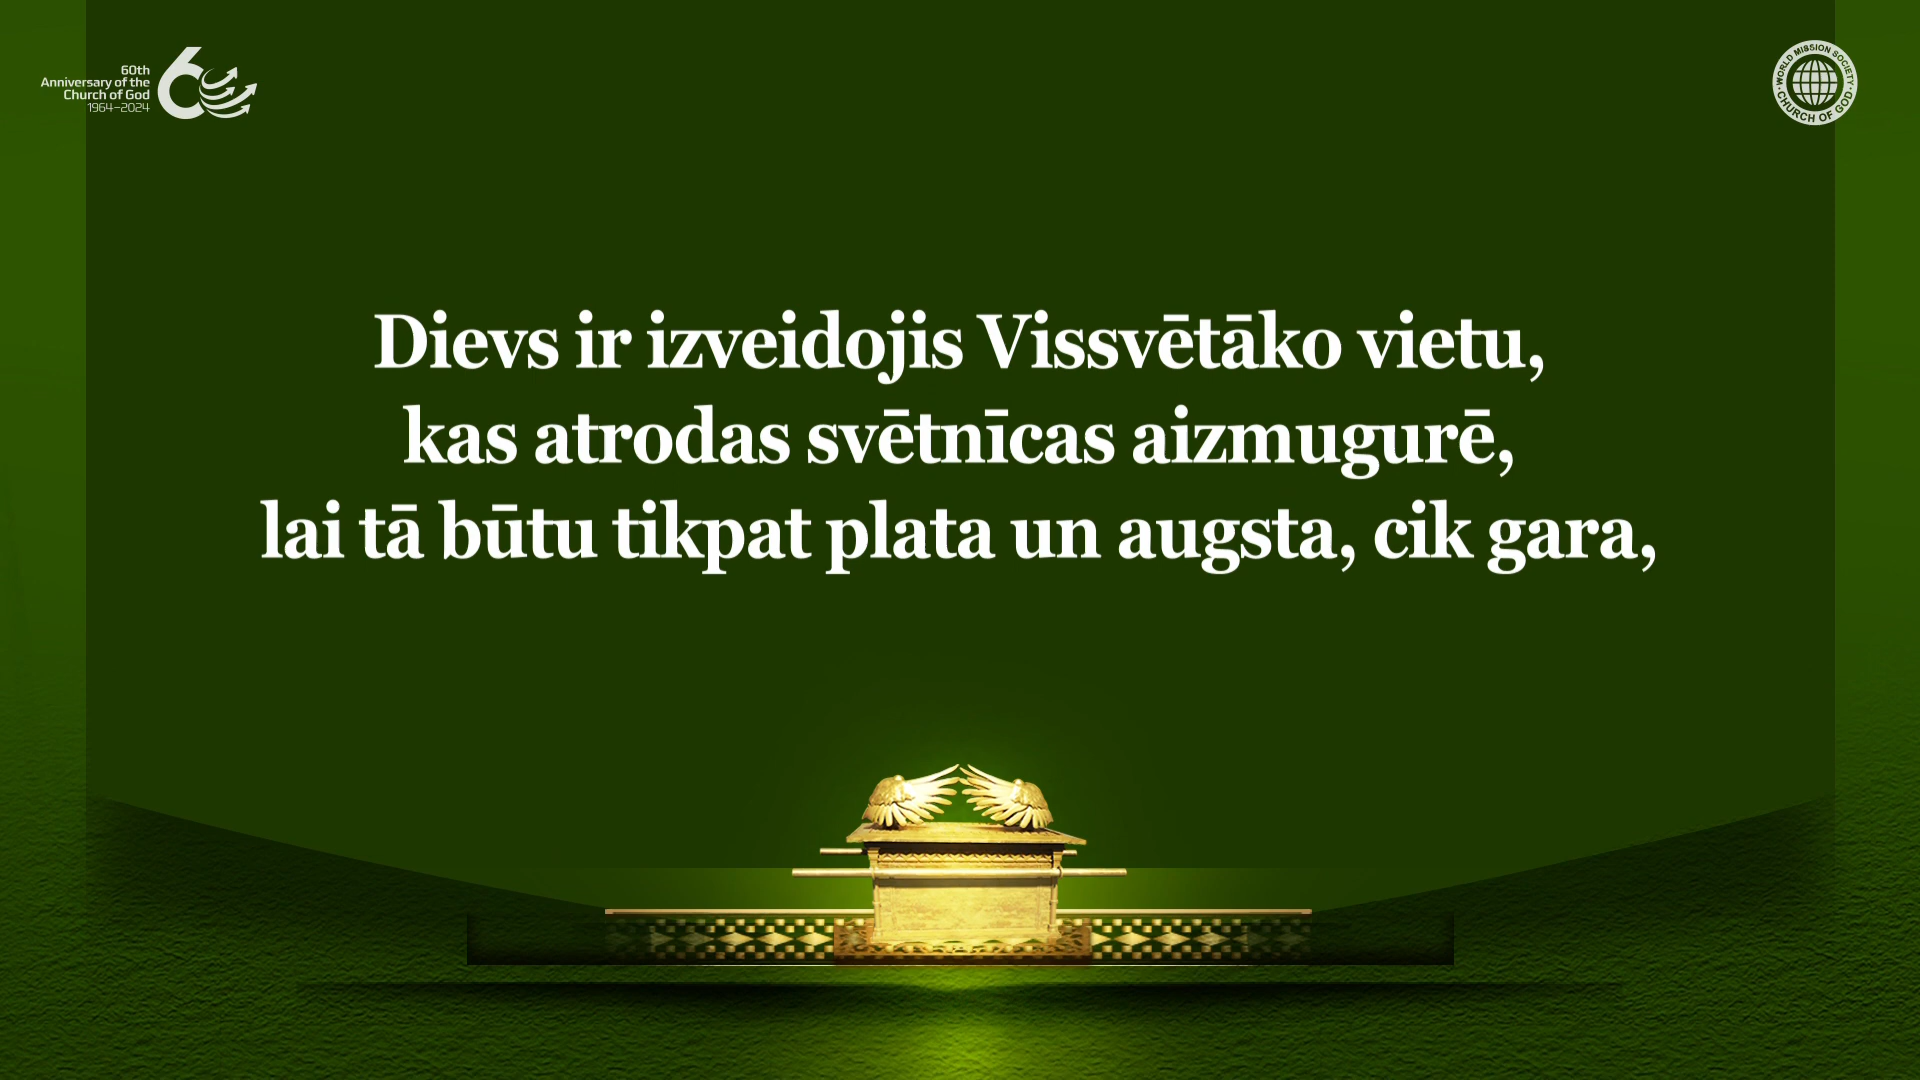 60th
Anniversary of the
Church of God
1964–2024
WORLD MISSION SOCIETY
CHURCH OF GOD
Dievs ir izveidojis Vissvētāko vietu,
kas atrodas svētnīcas aizmugurē,
lai tā būtu tikpat plata un augsta, cik gara,